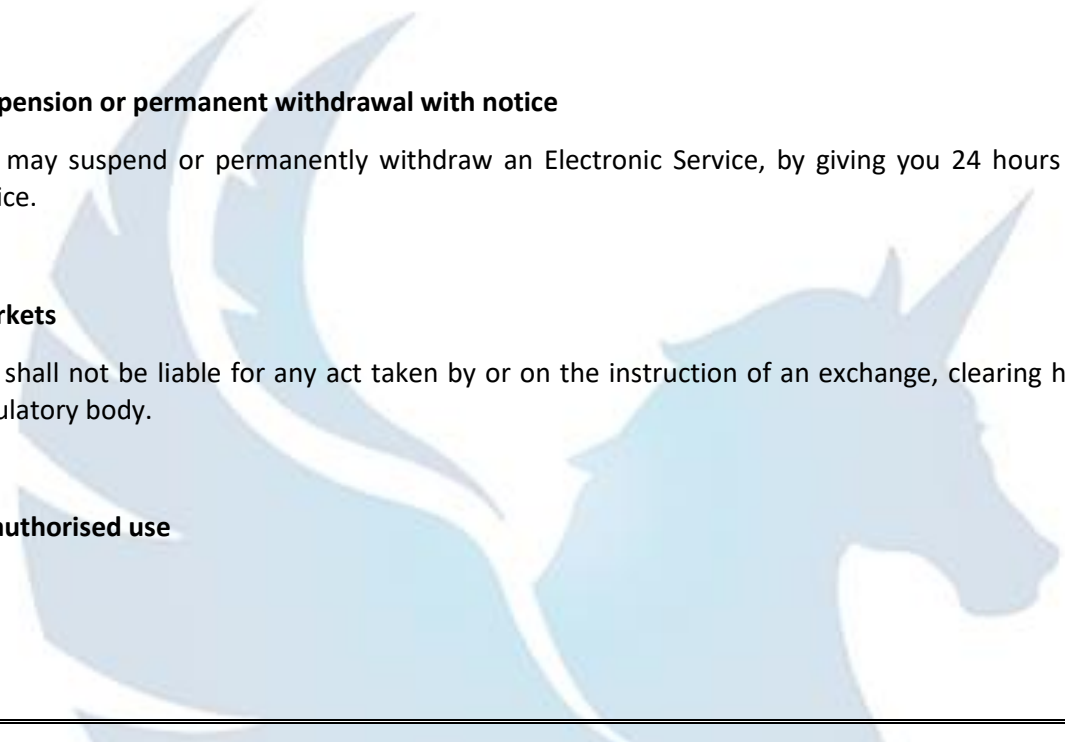 pension or permanent withdrawal with notice
may suspend or permanently withdraw an Electronic Service, by giving you 24 hours
ice.
rkets
shall not be liable for any act taken by or on the instruction of an exchange, clearing h
ulatory body.
authorised use